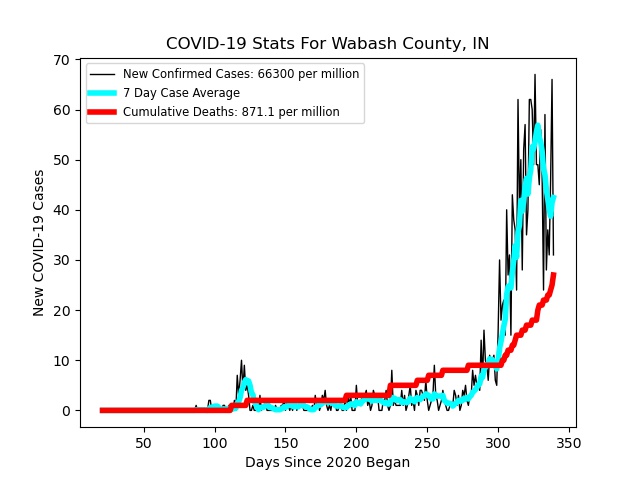 COVID-19 Stats For Wabash County, IN
New Confirmed Cases: 66300 per million
7 Day Case Average
Cumulative Deaths: 871.1 per million
New COVID-19 Cases
70
60
50
40
30
20
10
0
50 100 150 200 250 300 350
Days Since 2020 Began